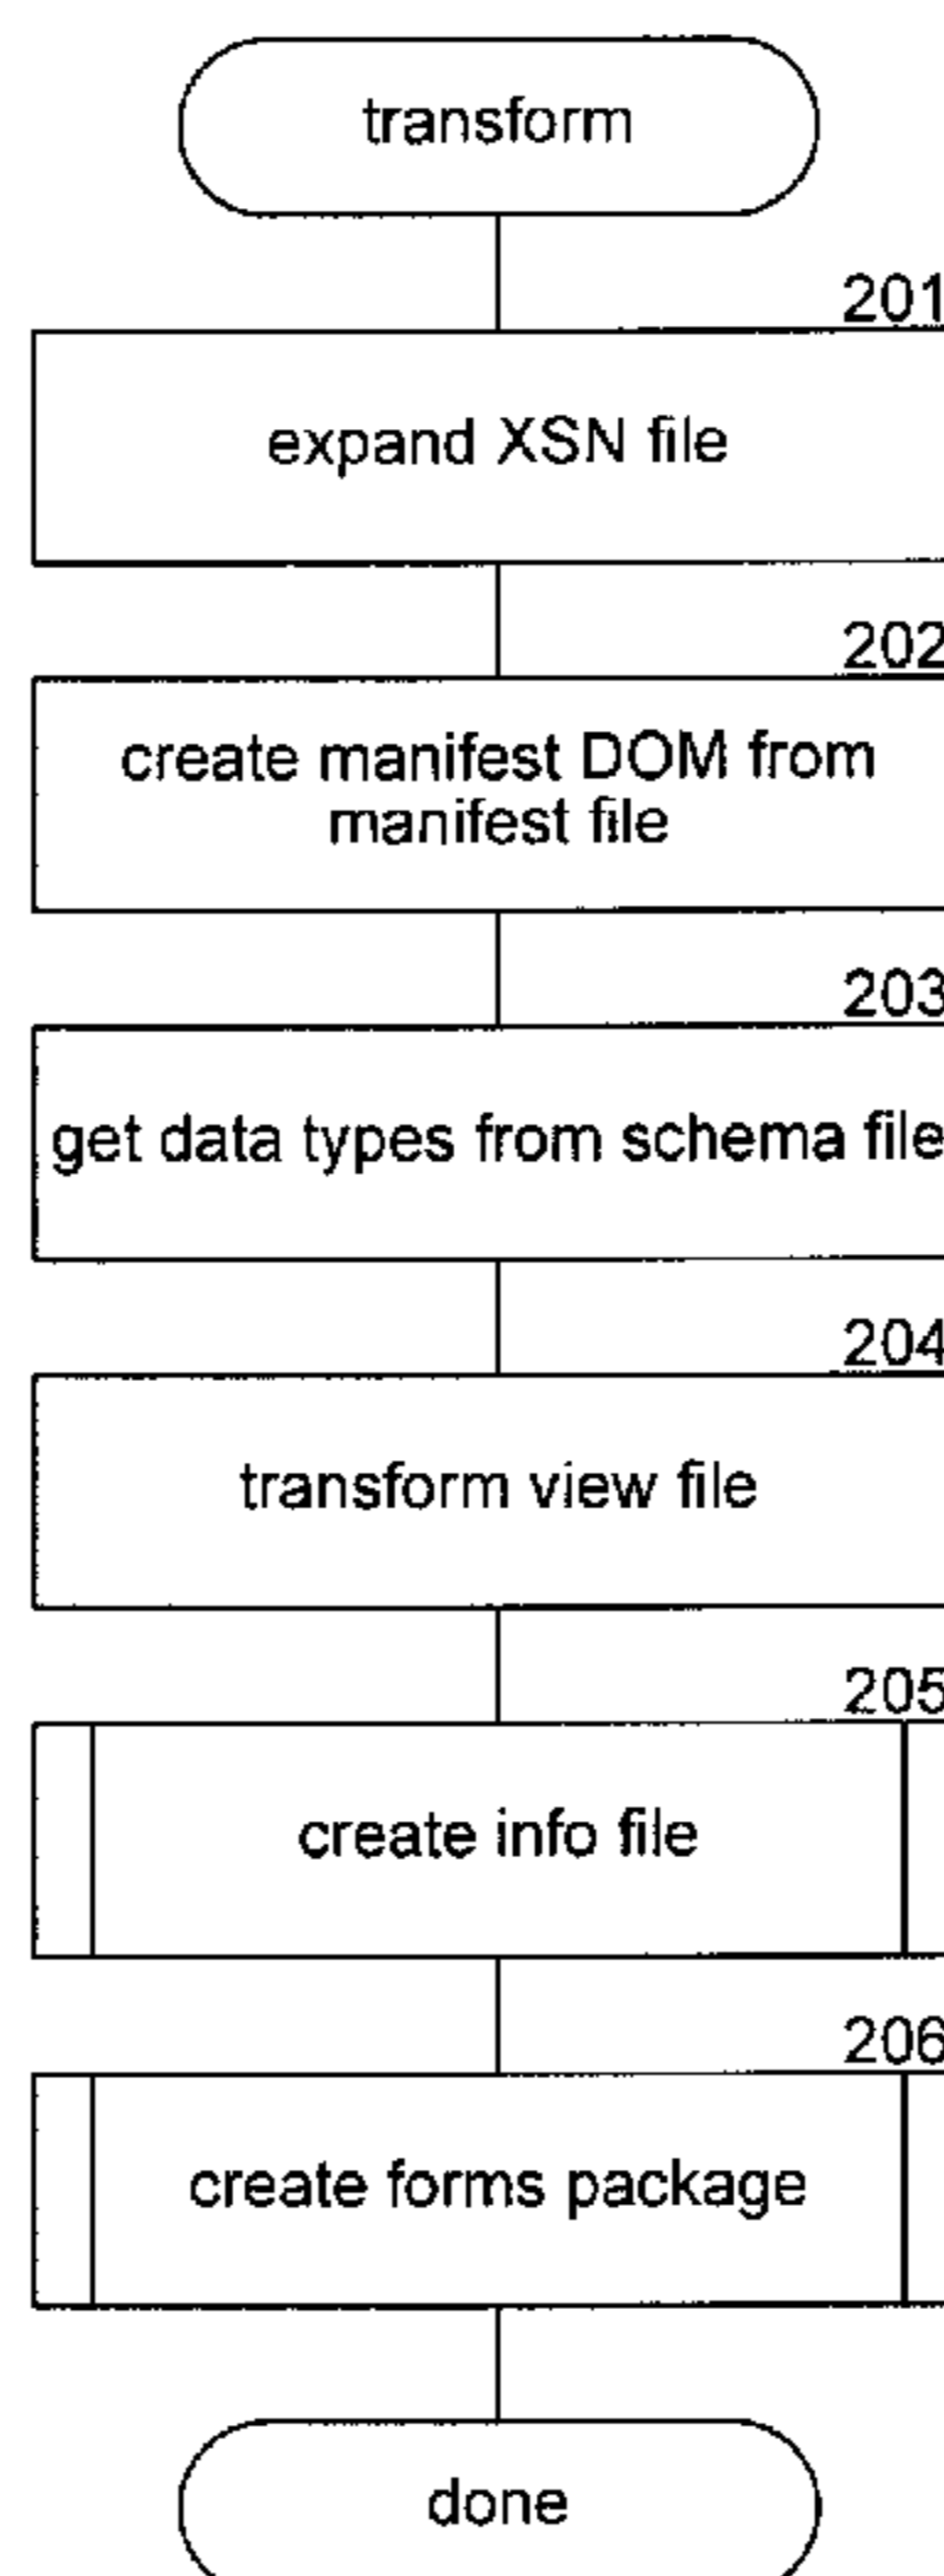 transform
201
expand XSN file
202
create manifest DOM from
manifest file
203
get data types from schema file
204
transform view file
205
create info file
206
create forms package
done